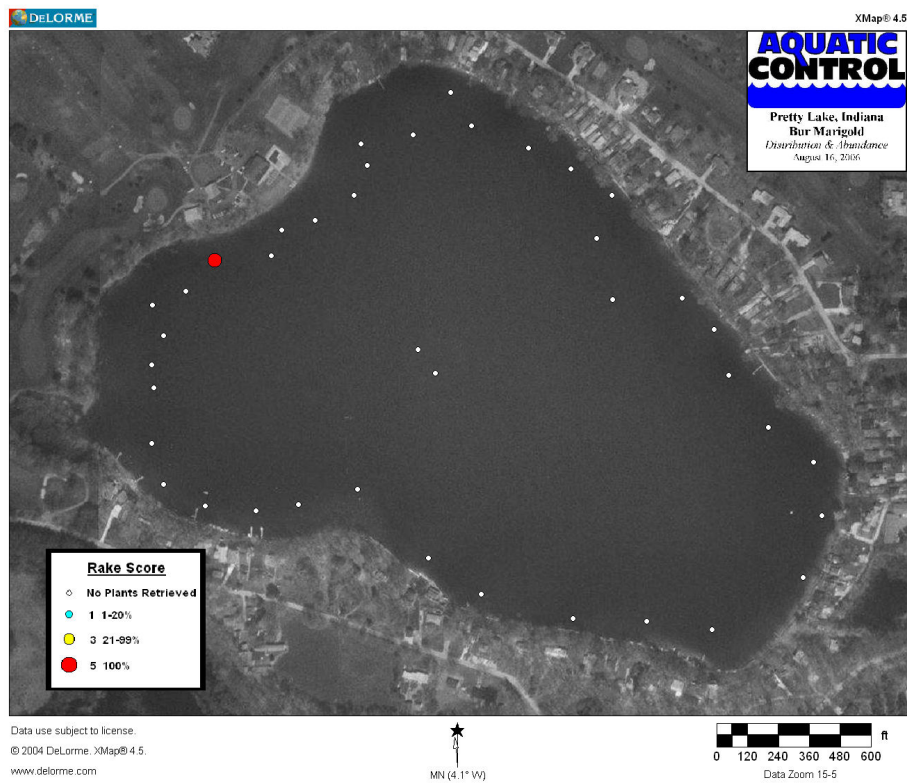 DELORME
XMap® 4.5
AQUATIC
CONTROL
Pretty Lake, Indiana
Bur Marigold
Distribution & Abundance
August 16, 2006
Rake Score
No Plants Retrieved
1 1-20%
3 21-99%
5 100%
Data use subject to license.
© 2004 DeLorme. XMap® 4.5.
www.delorme.com
MN (4.1° W)
ft
0 120 240 360 480 600
Data Zoom 15-5